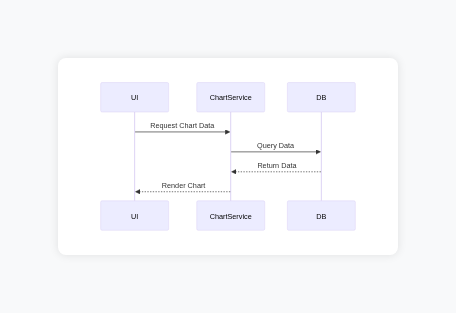 UI
ChartService
DB
Request Chart Data
Query Data
Return Data
Render Chart
UI
ChartService
DB